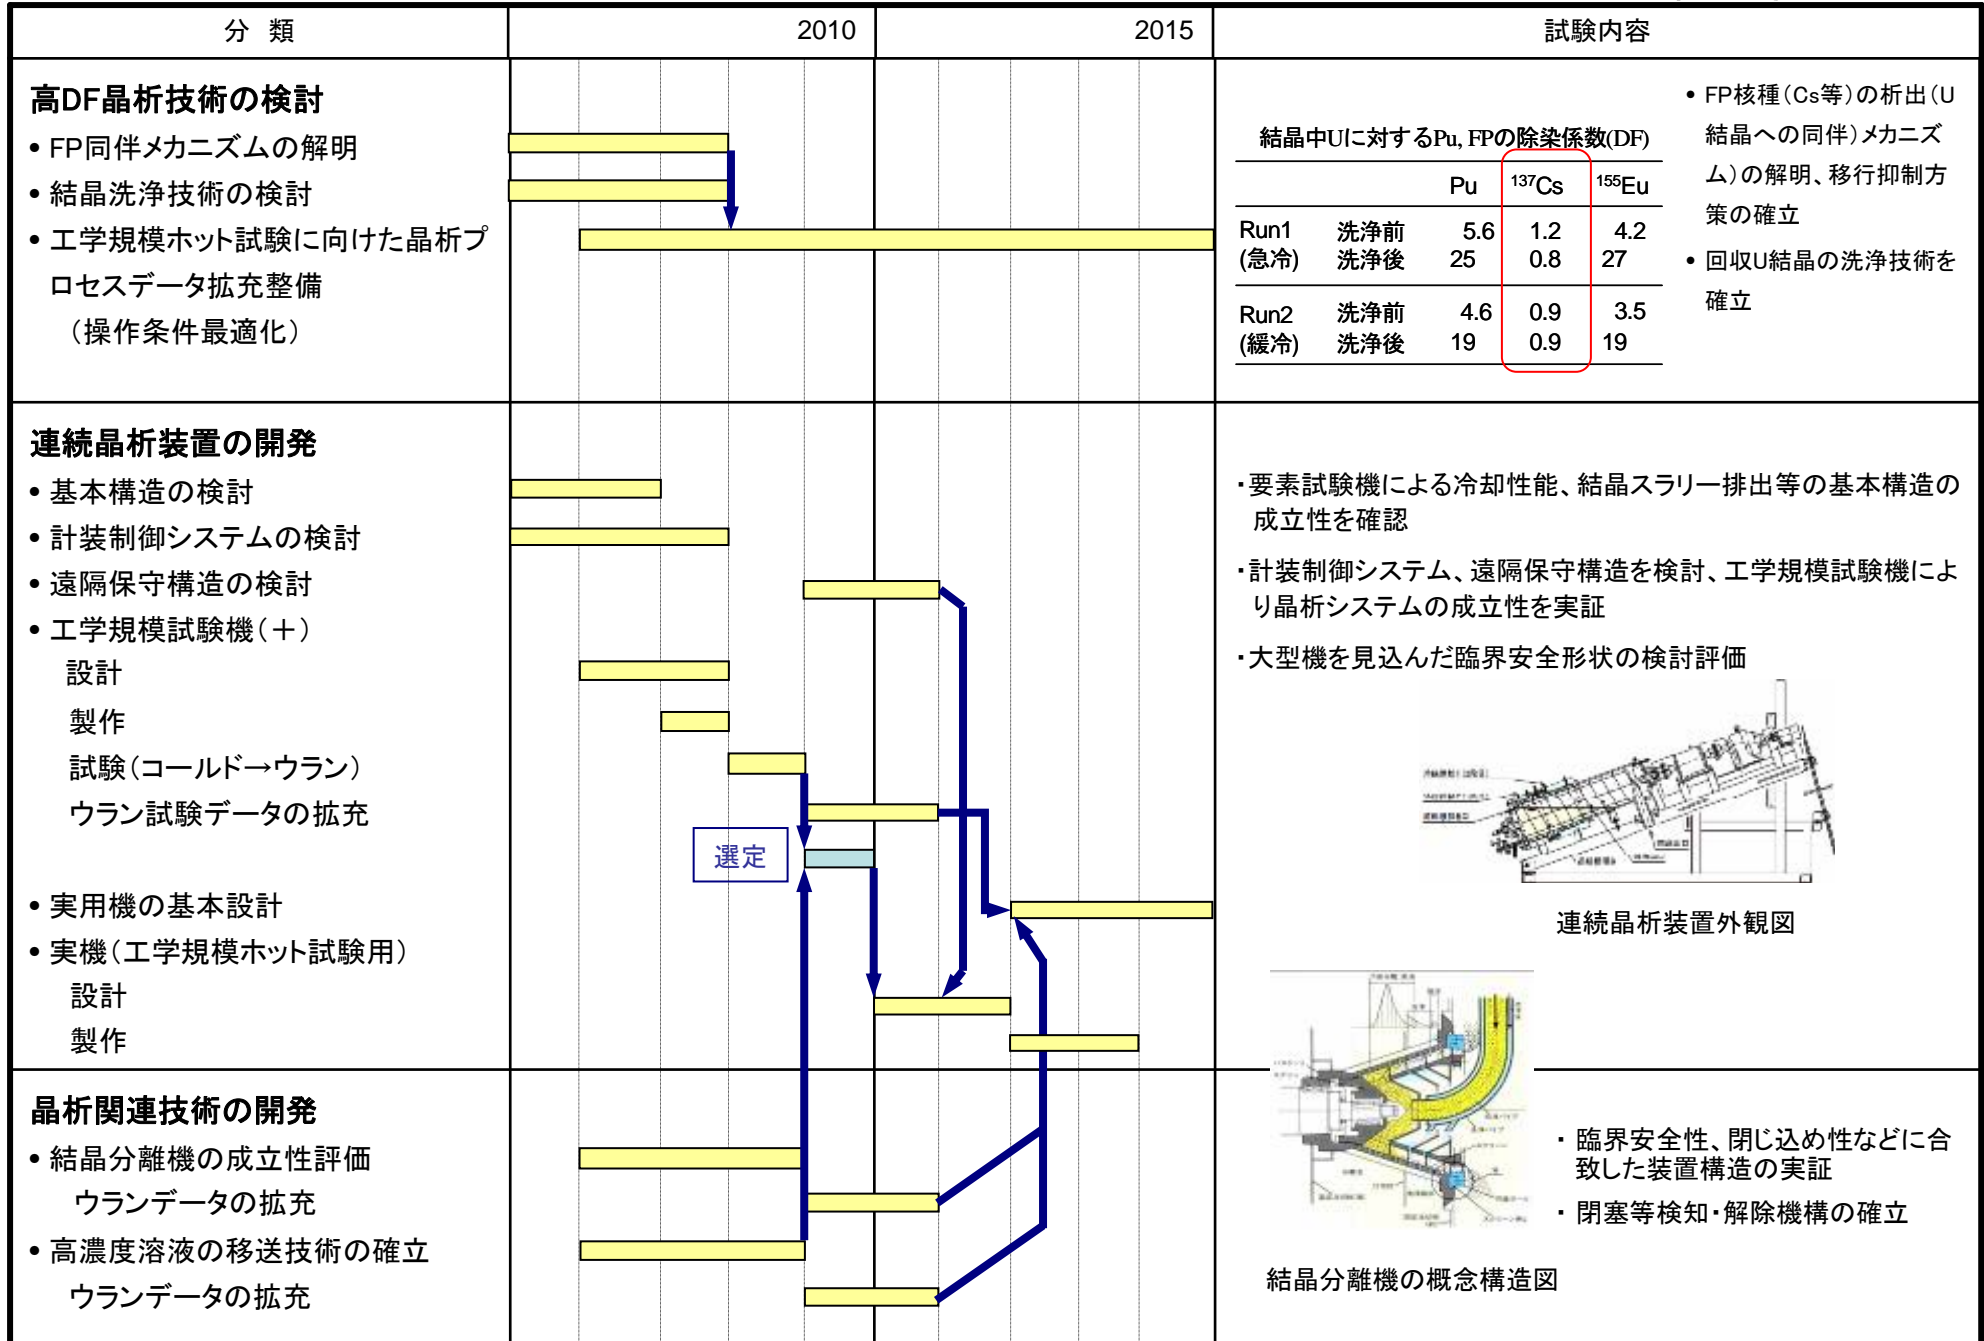 分 類
2010
2015
試験内容
高DF晶析技術の検討
• FP同伴メカニズムの解明
• 結晶洗浄技術の検討
• 工学規模ホット試験に向けた晶析プ
ロセスデータ拡充整備
（操作条件最適化）
結晶中Uに対するPu, FPの除染係数(DF)
Pu 137Cs 155Eu
Run1 洗浄前 5.6 1.2 4.2
(急冷) 洗浄後 25 0.8 27
Run2 洗浄前 4.6 0.9 3.5
(緩冷) 洗浄後 19 0.9 19
• FP核種（Cs等）の析出（U
結晶への同伴）メカニズ
ム）の解明、移行抑制方
策の確立
• 回収U結晶の洗浄技術を
確立
連続晶析装置の開発
• 基本構造の検討
• 計装制御システムの検討
• 遠隔保守構造の検討
• 工学規模試験機（＋）
設計
製作
試験（コールド→ウラン）
ウラン試験データの拡充
選定
• 実用機の基本設計
• 実機（工学規模ホット試験用）
設計
製作
・要素試験機による冷却性能、結晶スラリー排出等の基本構造の
成立性を確認
・計装制御システム、遠隔保守構造を検討、工学規模試験機によ
り晶析システムの成立性を実証
・大型機を見込んだ臨界安全形状の検討評価
連続晶析装置外観図
晶析関連技術の開発
• 結晶分離機の成立性評価
ウランデータの拡充
• 高濃度溶液の移送技術の確立
ウランデータの拡充
・ 臨界安全性、閉じ込め性などに合
致した装置構造の実証
・ 閉塞等検知・解除機構の確立
結晶分離機の概念構造図